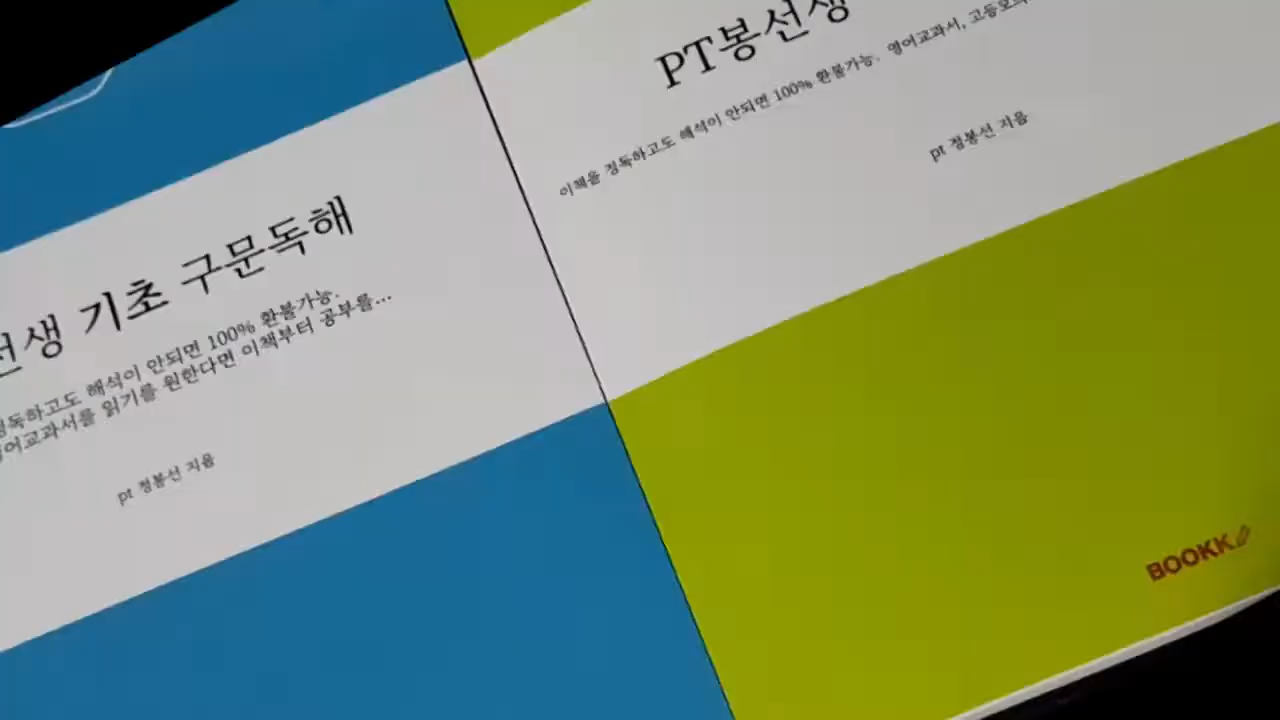 선생 기초 구문독해
정독하고도 해석이 안되면 100% 환불가능.
영어교과서를 읽기를 원한다면 이책부터 공부를...
pt 정봉선 지음
PT봉선생
이책을 정독하고도 해석이 안되면 100% 환불가능. 영어교과서, 고등모의
pt 정봉선 지음
BOOKK